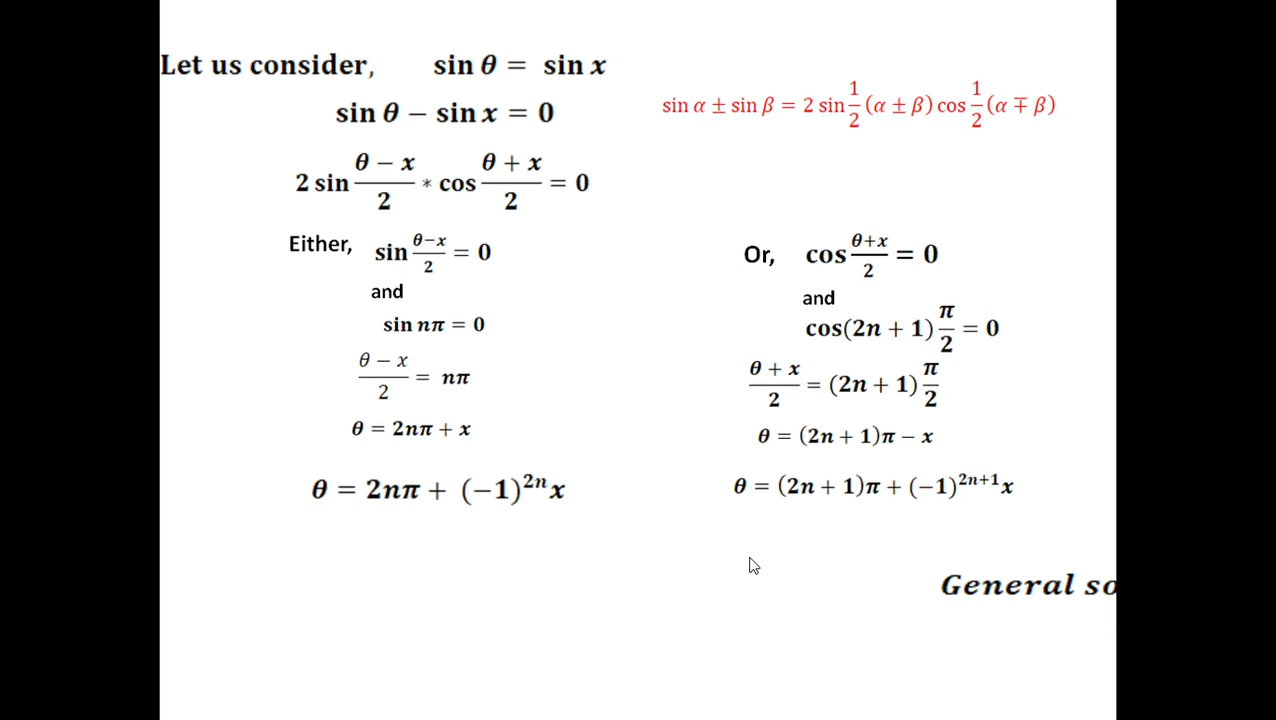 Let us consider, sin θ = sin x
sin θ − sin x = 0
sin α ± sin β = 2 sin 1/2 (α ± β) cos 1/2 (α ∓ β)
2 sin (θ − x)/2 * cos (θ + x)/2 = 0
Either, sin (θ−x)/2 = 0
and
sin nπ = 0
(θ − x)/2 = nπ
θ = 2nπ + x
θ = 2nπ + (−1)^{2n} x
Or, cos (θ+x)/2 = 0
and
cos(2n + 1) π/2 = 0
(θ + x)/2 = (2n + 1) π/2
θ = (2n + 1)π − x
θ = (2n + 1)π + (−1)^{2n+1} x
General so